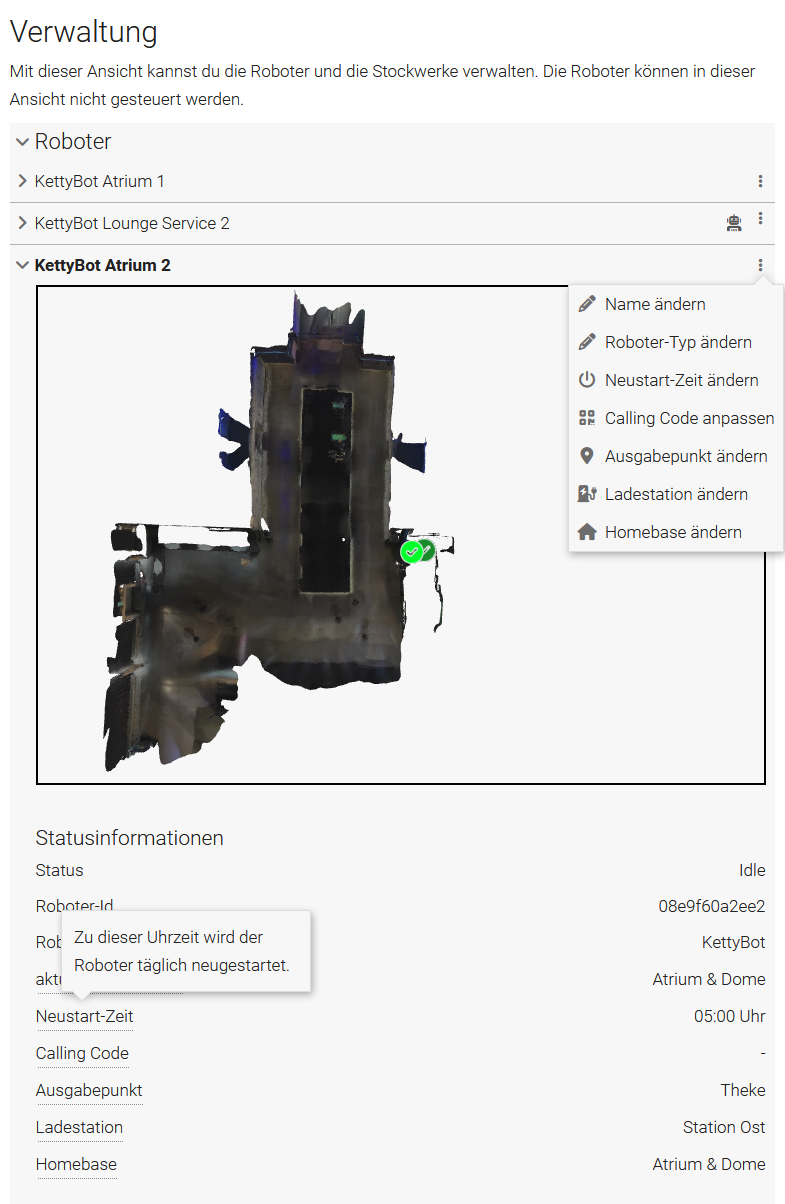 Verwaltung
Mit dieser Ansicht kannst du die Roboter und die Stockwerke verwalten. Die Roboter können in dieser
Ansicht nicht gesteuert werden.
Roboter
KettyBot Atrium 1
KettyBot Lounge Service 2
KettyBot Atrium 2
Name ändern
Roboter-Typ ändern
Neustart-Zeit ändern
Calling Code anpassen
Ausgabepunkt ändern
Ladestation ändern
Homebase ändern
Statusinformationen
Status Idle
Roboter-Id 08e9f60a2ee2
KettyBot
Zu dieser Uhrzeit wird der
Roboter täglich neugestartet.
Atrium & Dome
Neustart-Zeit 05:00 Uhr
Calling Code -
Ausgabepunkt Theke
Ladestation Station Ost
Homebase Atrium & Dome